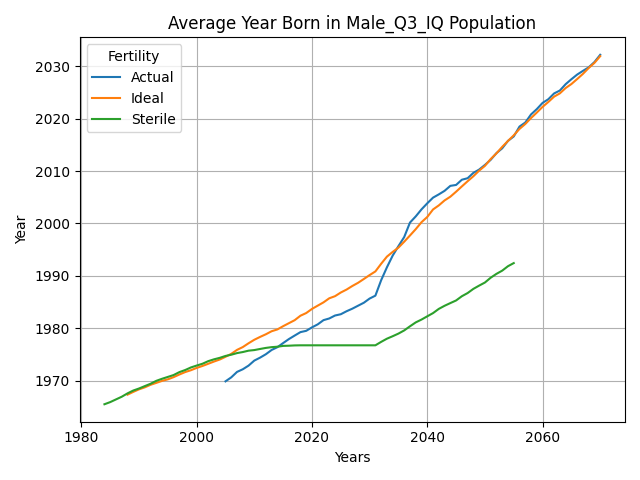 Average Year Born in Male_Q3_IQ Population
Fertility
Actual
Ideal
Sterile
2030
2020
2010
2000
1990
1980
1970
Year
1980
2000
2020
2040
2060
Years